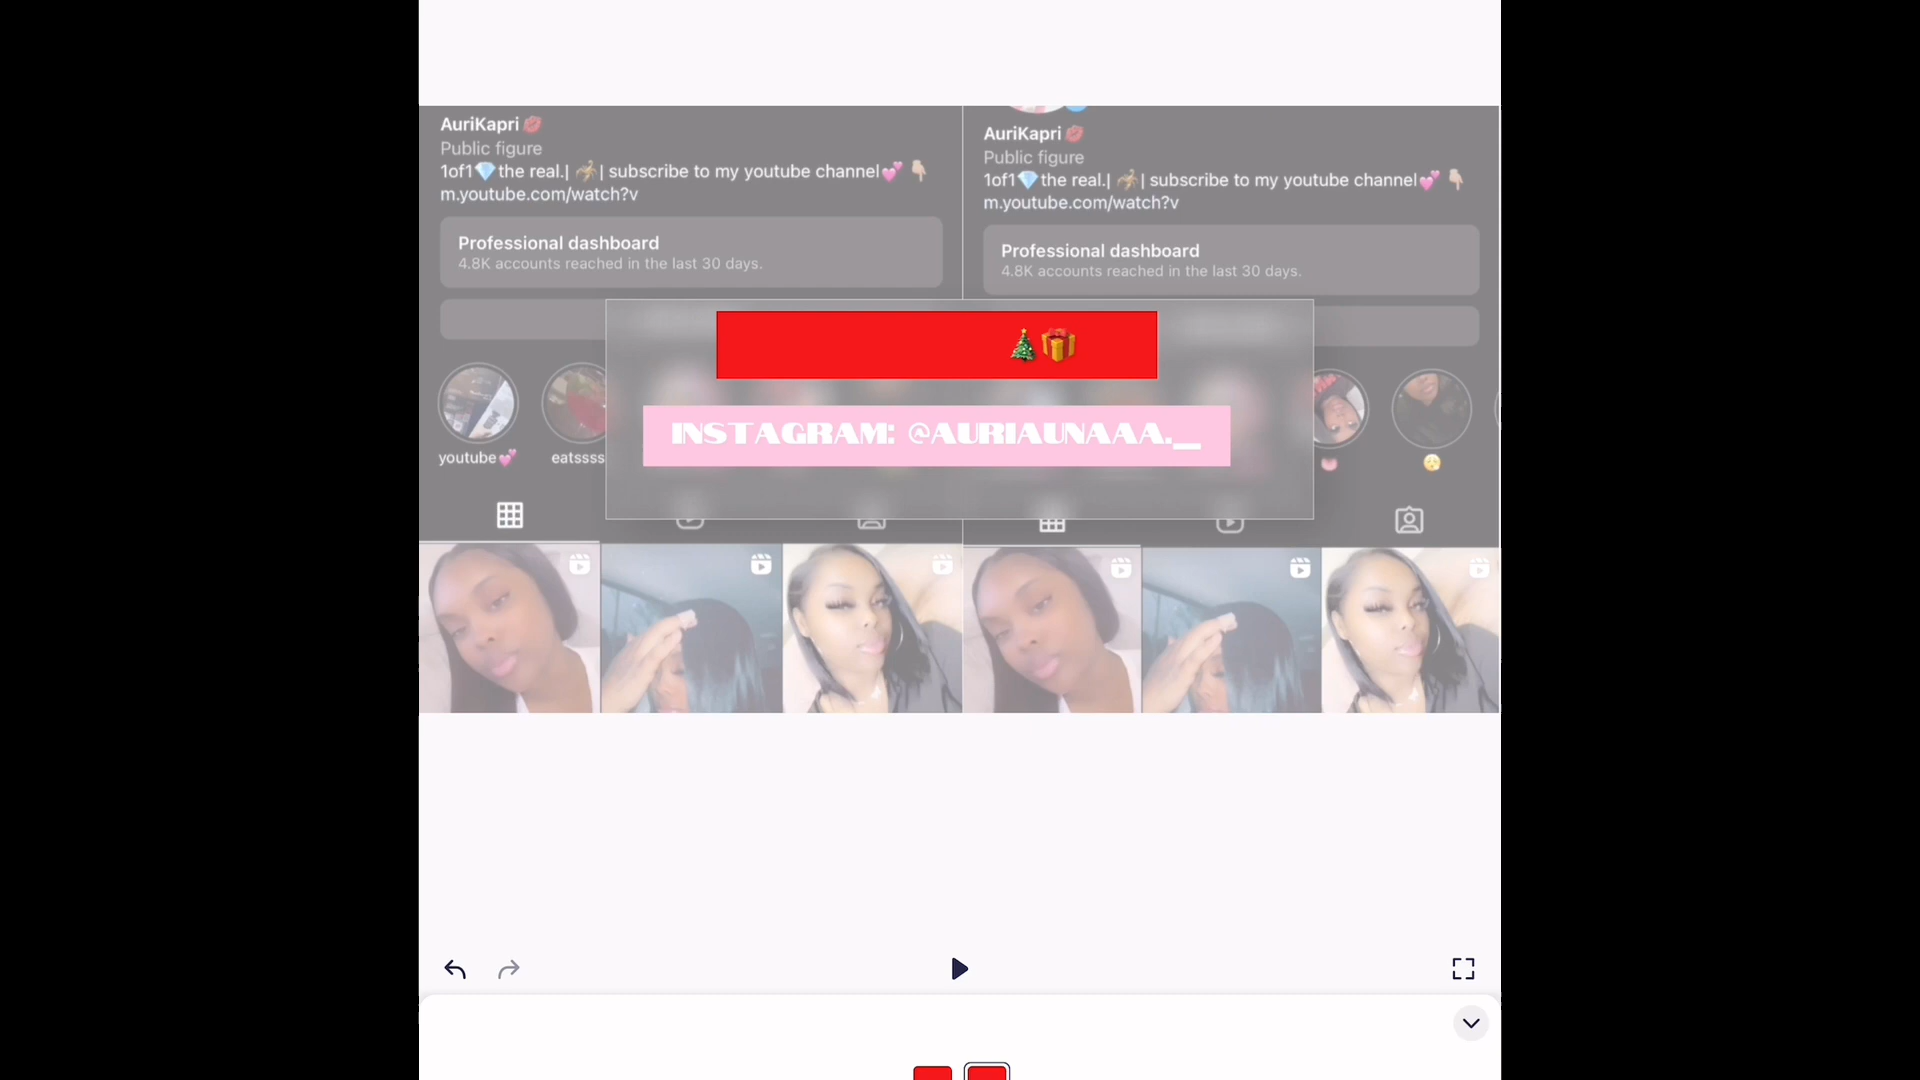 AuriKapri💋
Public figure
1of1💎the real.| 🦂| subscribe to my youtube channel💕 👇🏼
m.youtube.com/watch?v
Professional dashboard
4.8K accounts reached in the last 30 days.
youtube💕
eatssss
AuriKapri💋
Public figure
1of1💎the real.| 🦂| subscribe to my youtube channel💕 👇🏼
m.youtube.com/watch?v
Professional dashboard
4.8K accounts reached in the last 30 days.
🎄🎁
INSTAGRAM: @AURIAUNAAA.__